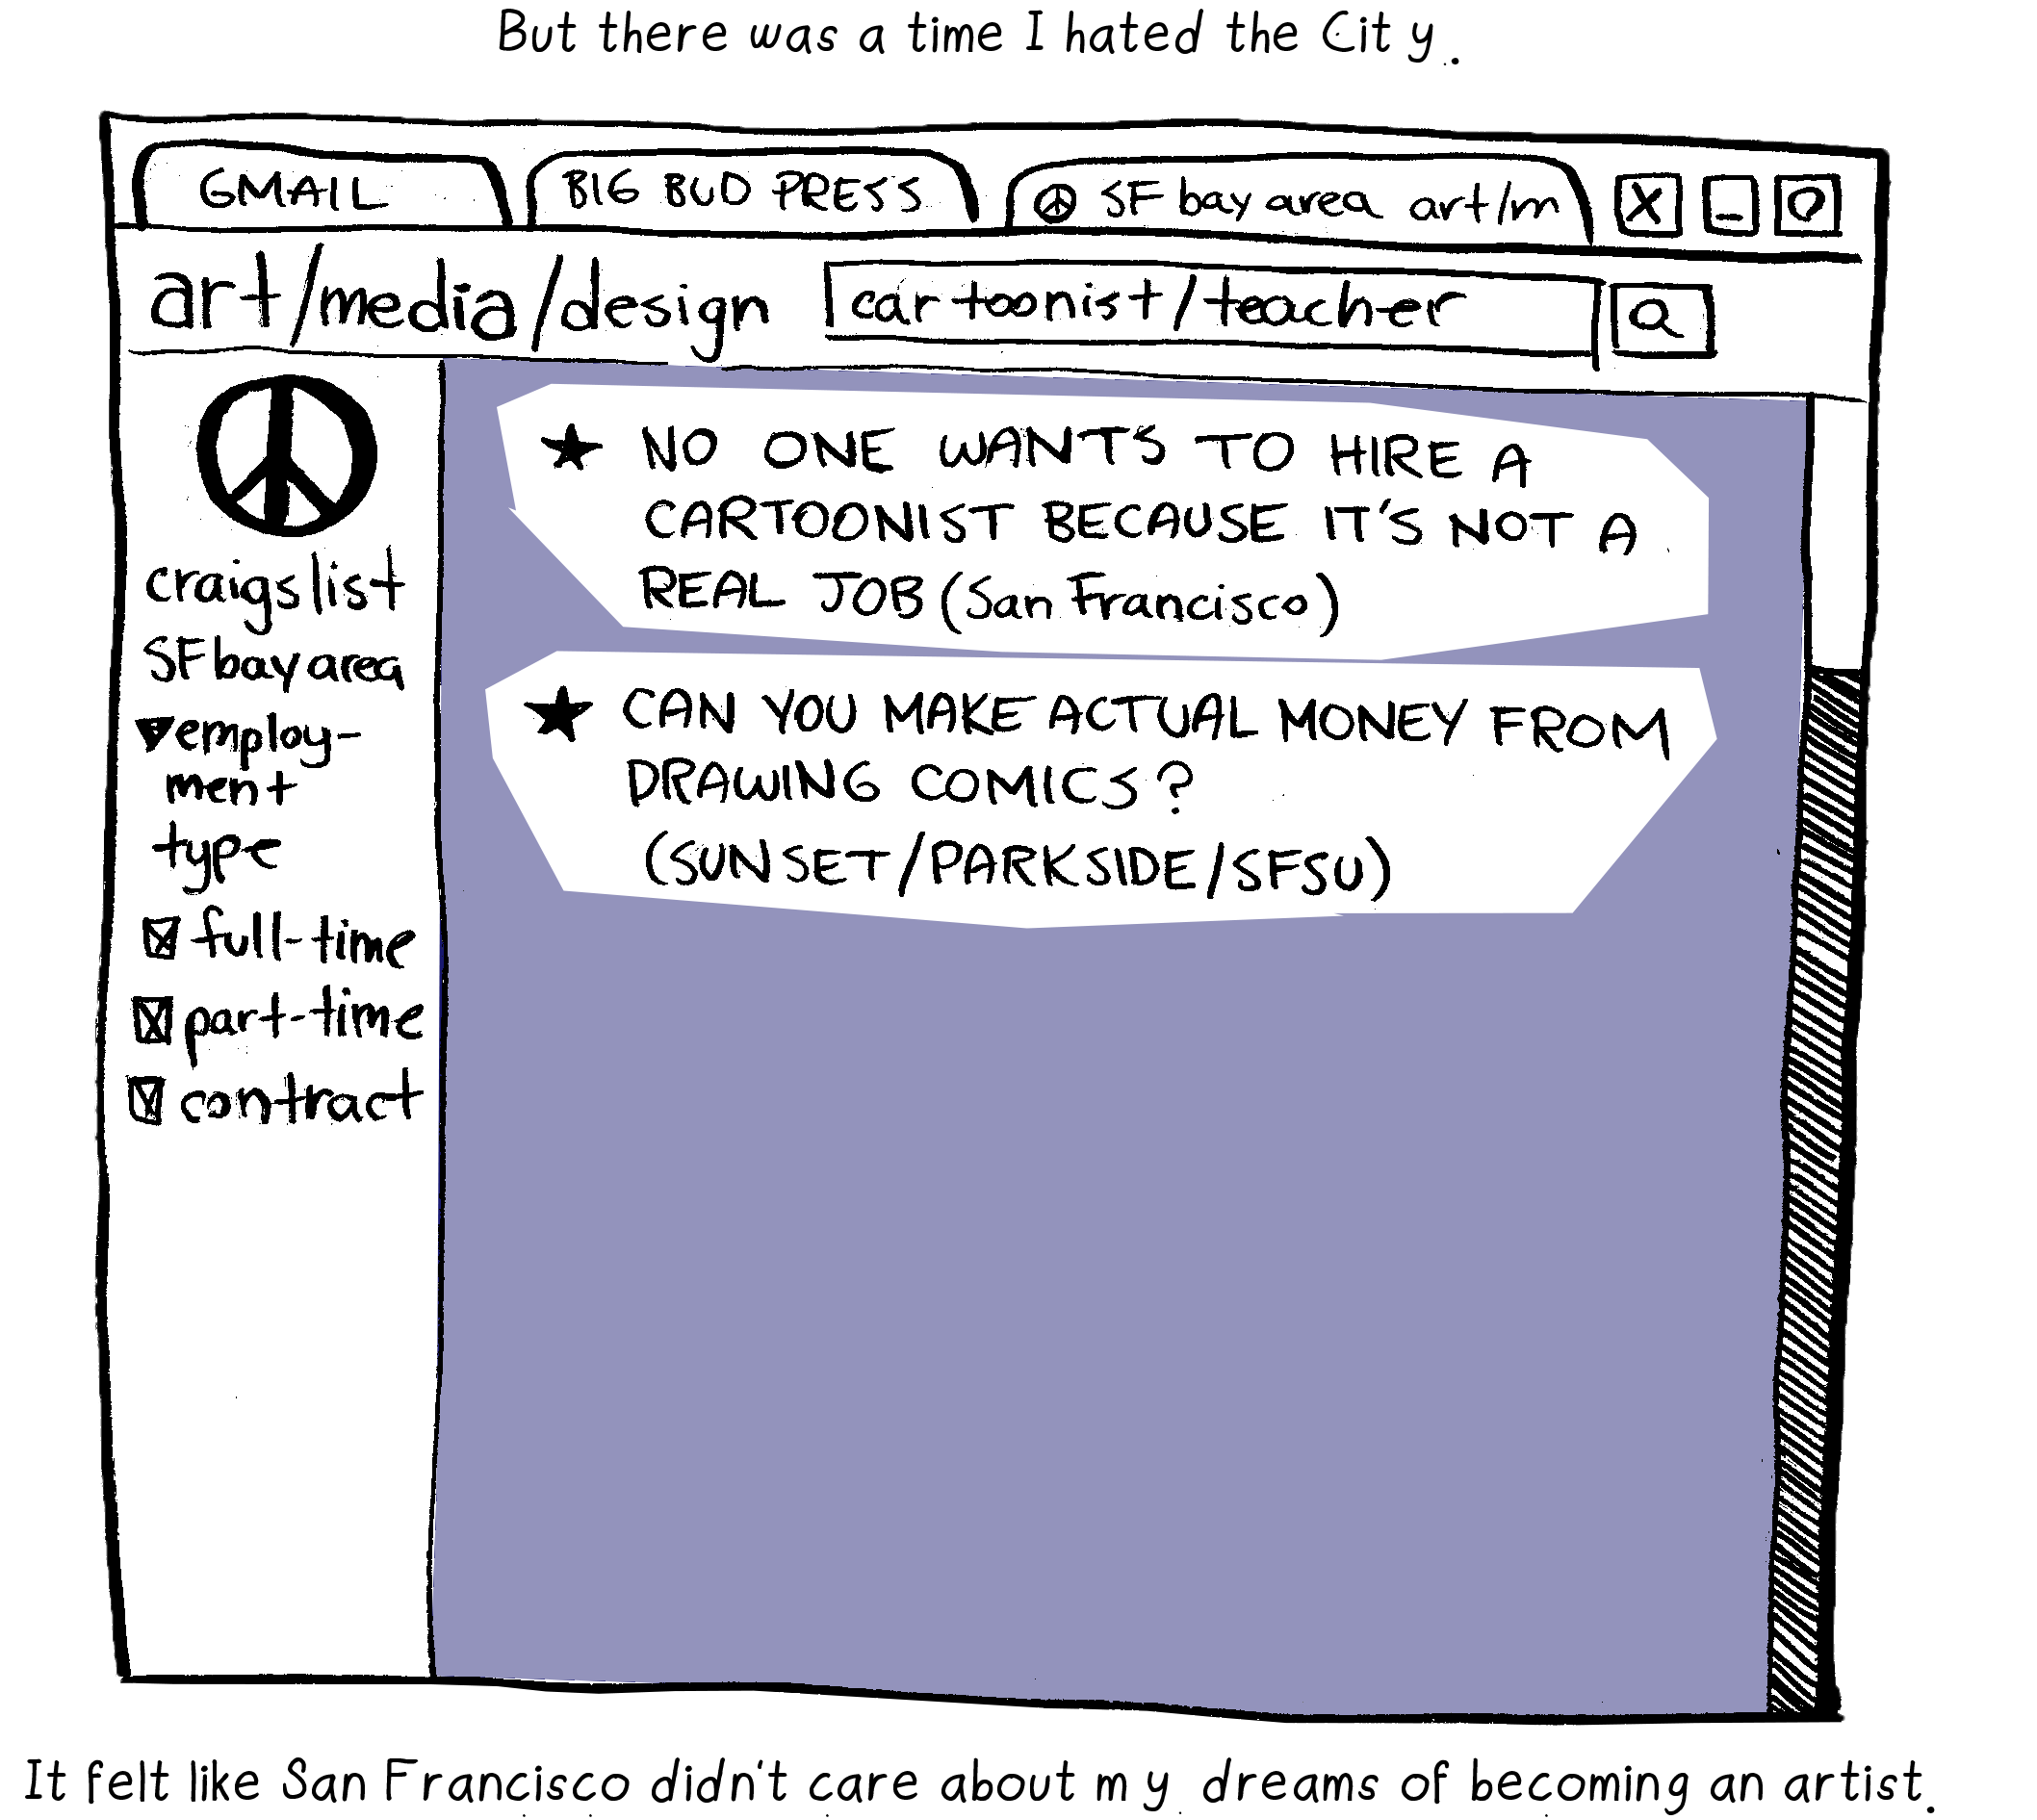 But there was a time I hated the City.
GMAIL
BIG BUD PRESS
SF bay area art/m
X
art/media/design
cartoonist/teacher
craigslist
SF bay area
employ-
ment
type
full-time
part-time
contract
★ NO ONE WANTS TO HIRE A
CARTOONIST BECAUSE IT'S NOT A
REAL JOB (San Francisco)
★ CAN YOU MAKE ACTUAL MONEY FROM
DRAWING COMICS?
(SUNSET/PARKSIDE/SFSU)
It felt like San Francisco didn't care about my dreams of becoming an artist.